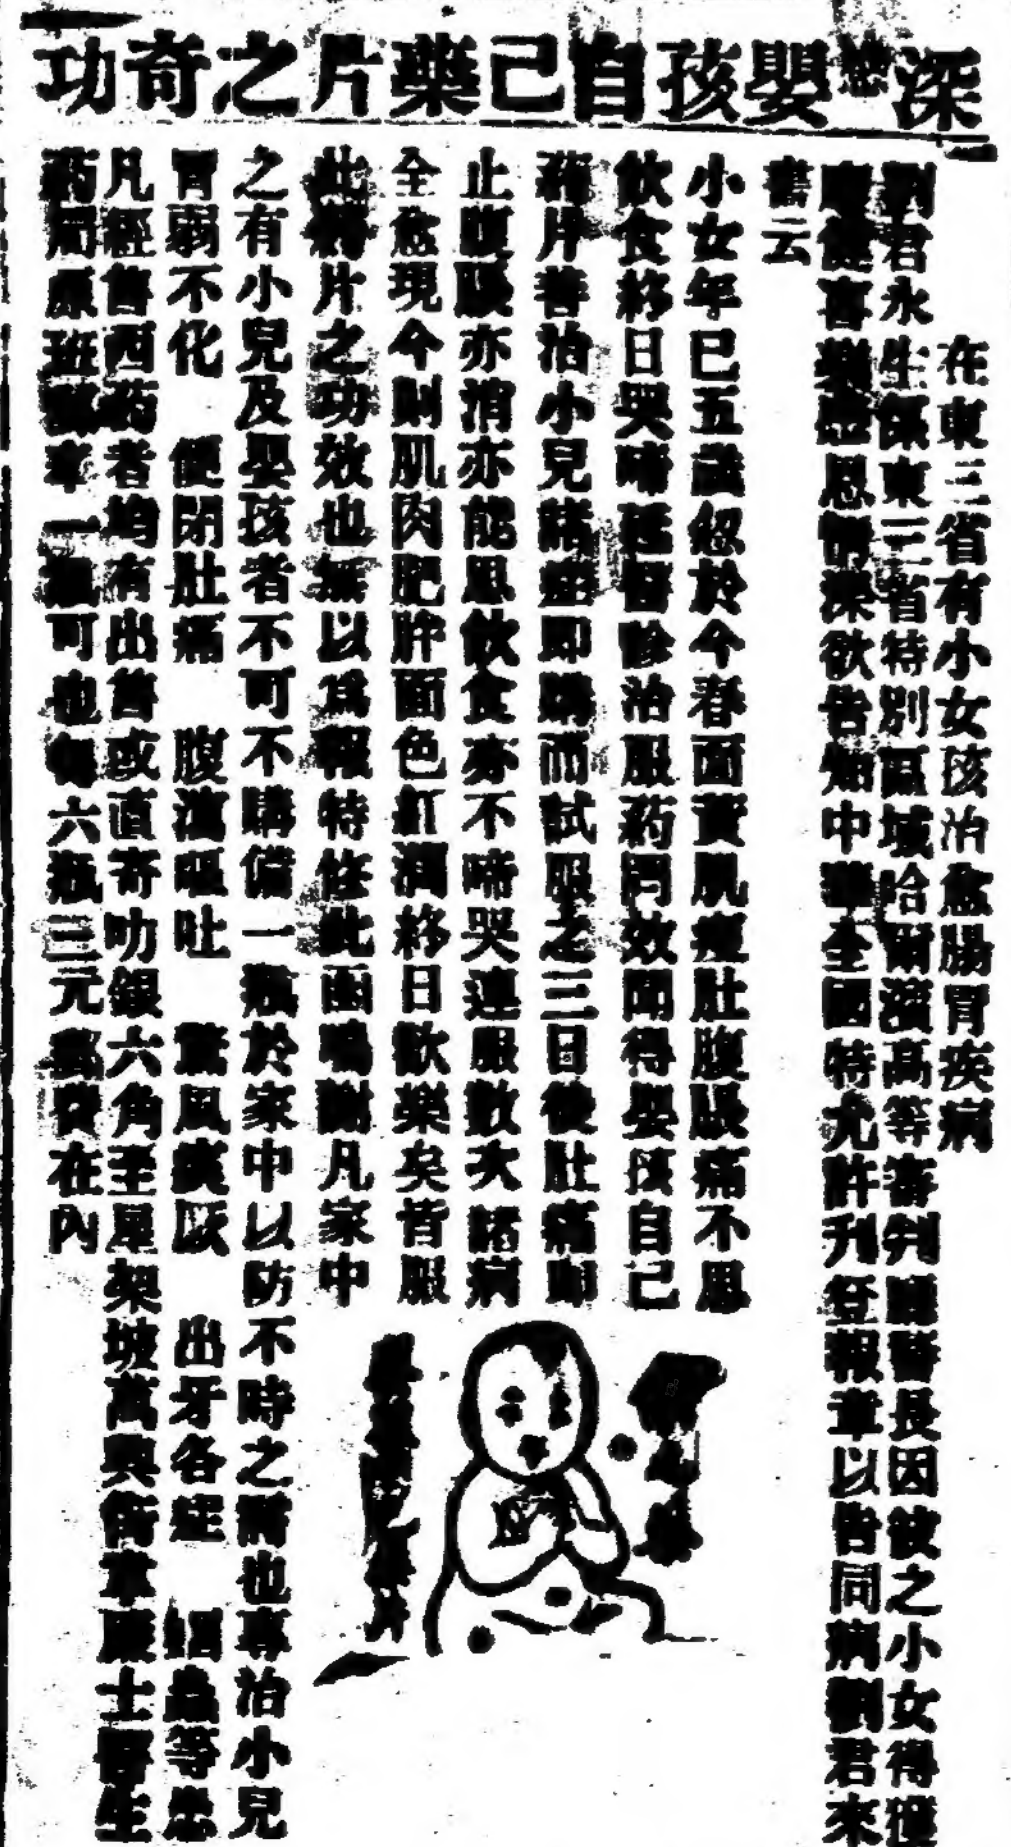 深感嬰孩自己藥片之奇功
在東三省有小女孩治愈腸胃疾病
劉君永生係東三省特別區域哈爾濱高等審判廳醫長因彼之小女得獲
康健喜樂感恩情深欲告知中華全國特允許刊登報章以告同病劉君來
書云
小女年已五歲忽於今春面黃肌瘦肚腹脹痛不思
飲食終日哭啼延醫診治服药罔效聞得嬰孩自己
藥片善治小兒諸症即購而試服之三日後肚痛即
止腹脹亦消亦能思飲食亦不啼哭連服數次諸病
全愈現今則肌肉肥胖面色紅潤終日歡樂矣皆服
此藥片之功效也無以爲報特修此函鳴謝凡家中
之有小兒及嬰孩者不可不購備一瓶於家中以防不時之需也專治小兒
胃弱不化 便閉肚痛 腹瀉嘔吐 驚風痰厥 出牙各症 蛔蟲等患
凡經售西药者均有出售或直寄叻銀六角至星架坡萬興街韋廉士醫生
药局原班郵奉一瓶可也每六瓶三元郵費在內